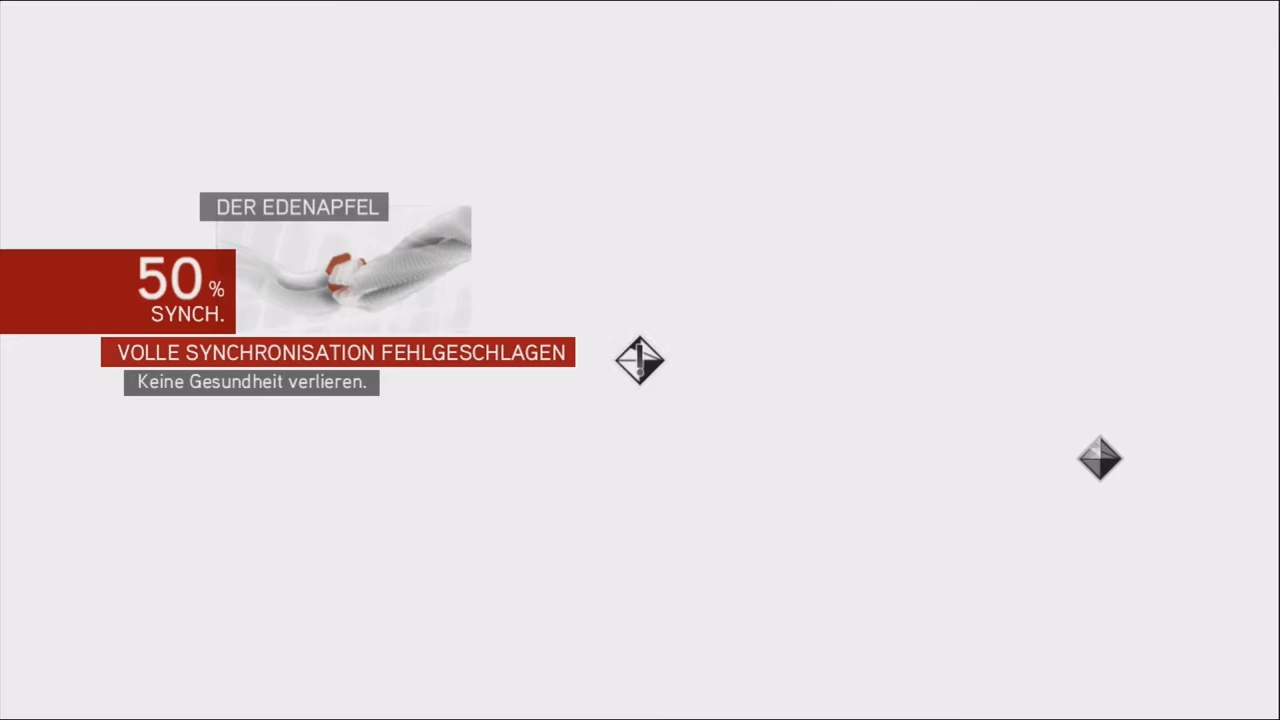 DER EDENAPFEL
50 %
SYNCH.
VOLLE SYNCHRONISATION FEHLGESCHLAGEN
Keine Gesundheit verlieren.